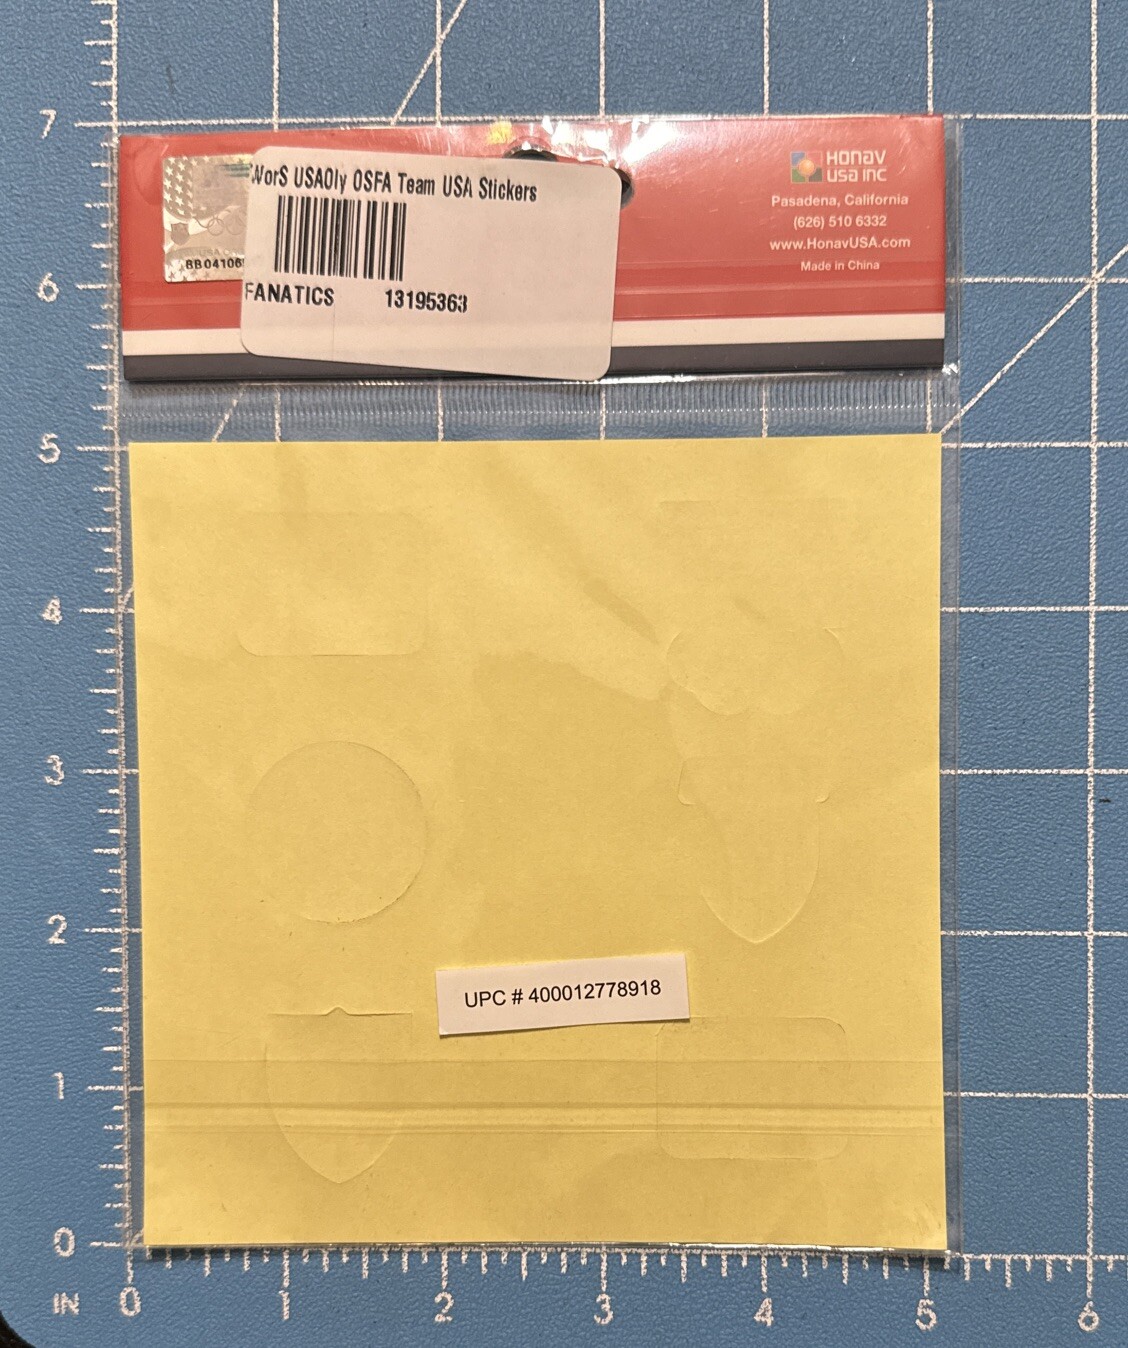 7
6
5
4
3
2
1
0
IN 0 1 2 3 4 5 6
WorS USAOly OSFA Team USA Stickers
FANATICS 13195363
BB04106
HONAV
USA INC
Pasadena, California
(626) 510 6332
www.HonavUSA.com
Made in China
UPC # 400012778918